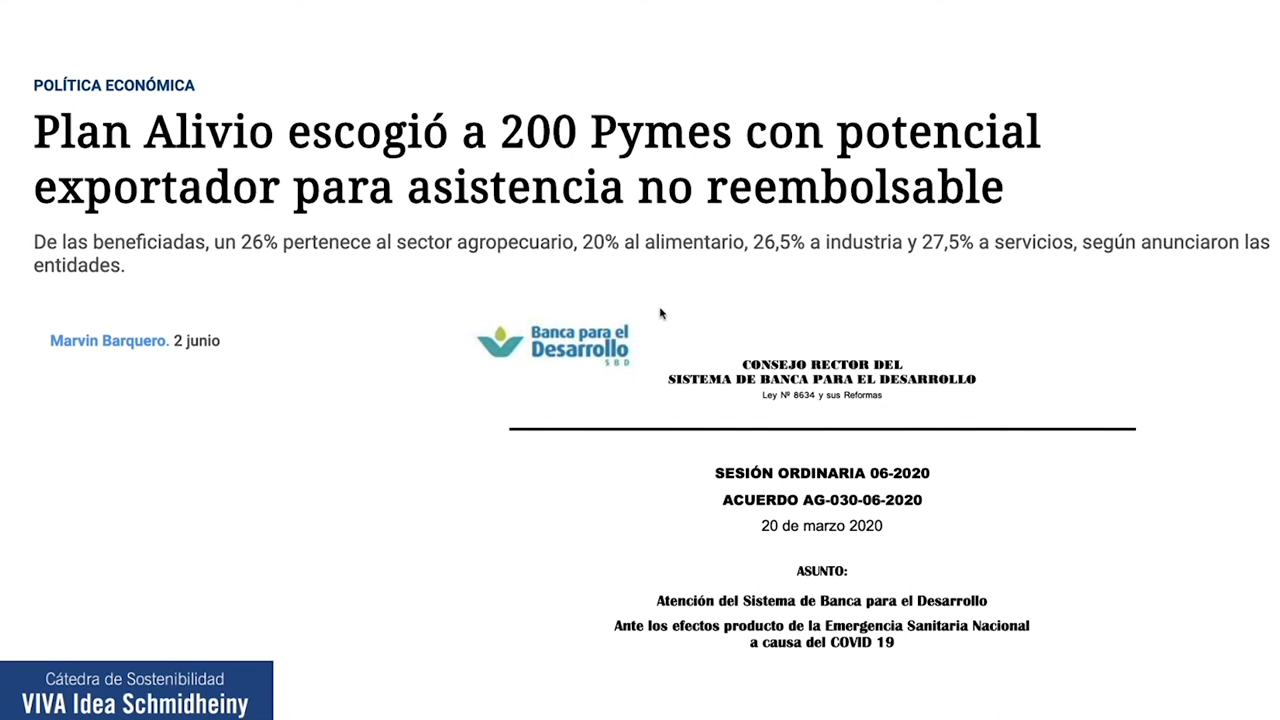 POLÍTICA ECONÓMICA
Plan Alivio escogió a 200 Pymes con potencial
exportador para asistencia no reembolsable
De las beneficiadas, un 26% pertenece al sector agropecuario, 20% al alimentario, 26,5% a industria y 27,5% a servicios, según anunciaron las
entidades.
Marvin Barquero. 2 junio
Banca para el
Desarrollo
SBD
CONSEJO RECTOR DEL
SISTEMA DE BANCA PARA EL DESARROLLO
Ley Nº 8634 y sus Reformas
SESIÓN ORDINARIA 06-2020
ACUERDO AG-030-06-2020
20 de marzo 2020
ASUNTO:
Atención del Sistema de Banca para el Desarrollo
Ante los efectos producto de la Emergencia Sanitaria Nacional
a causa del COVID 19
Cátedra de Sostenibilidad
VIVA Idea Schmidheiny